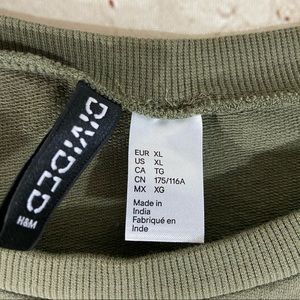 DIVIDED
H&M
EUR XL
US XL
CA TG
CN 175/116A
MX XG
Made in
India
Fabriqué en
Inde